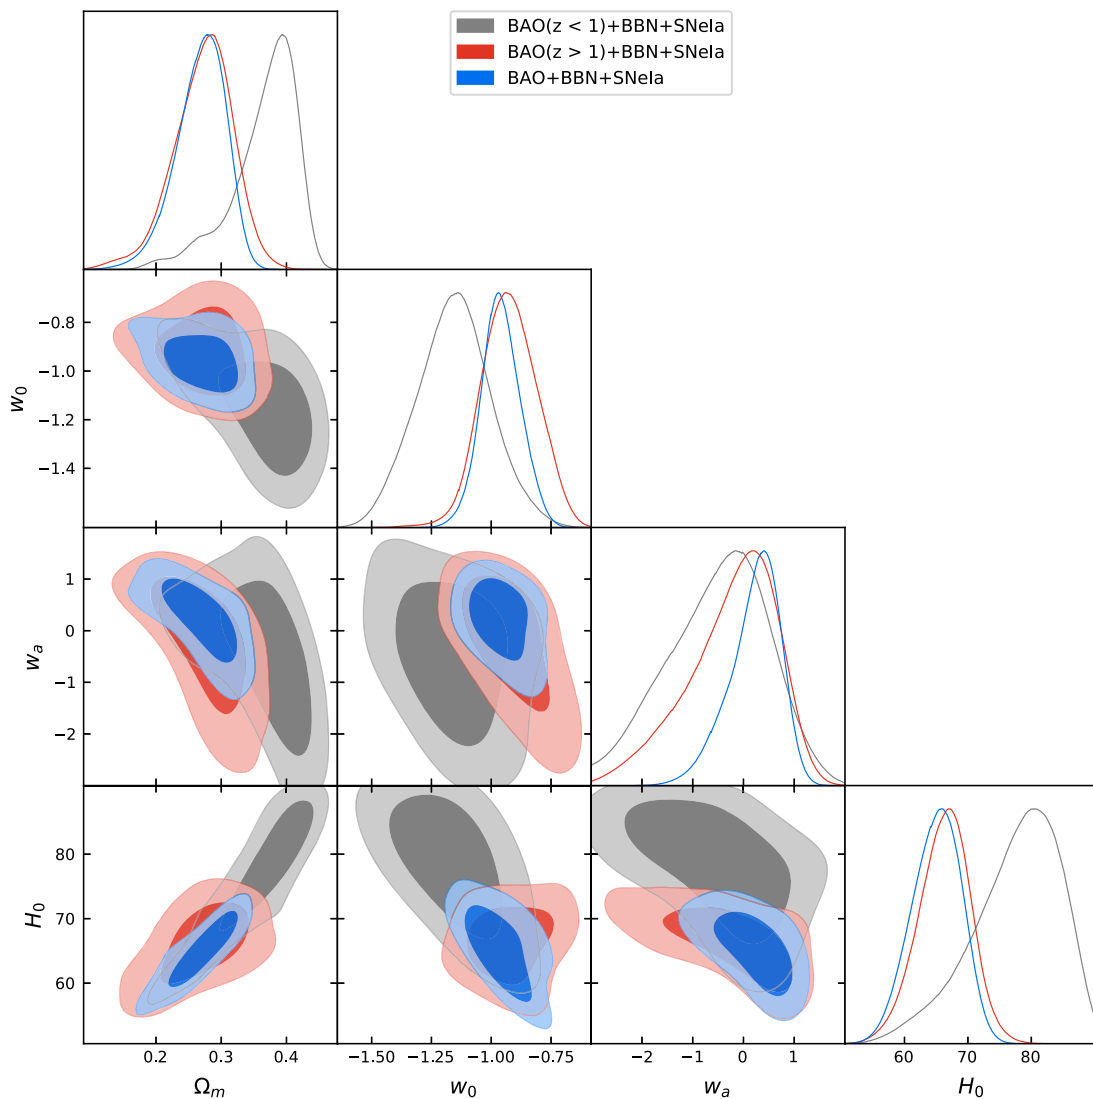 BAO(z < 1)+BBN+SNeIa
BAO(z > 1)+BBN+SNeIa
BAO+BBN+SNeIa
w₀
−0.8
−1.0
−1.2
−1.4
wₐ
1
0
−1
−2
H₀
80
70
60
0.2 0.3 0.4
−1.50 −1.25 −1.00 −0.75
−2 −1 0 1
60 70 80
Ωₘ w₀ wₐ H₀